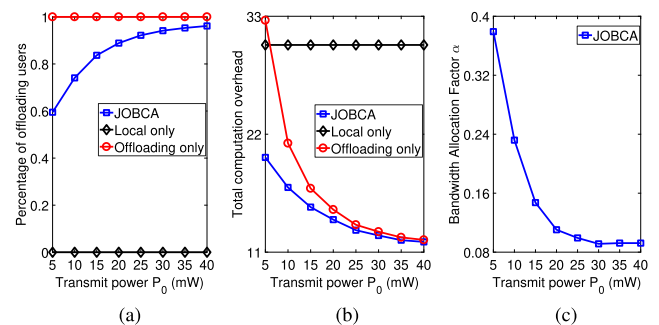 Percentage of offloading users
1
0.8
0.6
0.4
0.2
0
5 10 15 20 25 30 35 40
Transmit power P0 (mW)
JOBCA
Local only
Offloading only
(a)
Total computation overhead
33
22
11
5 10 15 20 25 30 35 40
Transmit power P0 (mW)
JOBCA
Local only
Offloading only
(b)
Bandwidth Allocation Factor α
0.4
0.32
0.24
0.16
0.08
5 10 15 20 25 30 35 40
Transmit power P0 (mW)
JOBCA
(c)